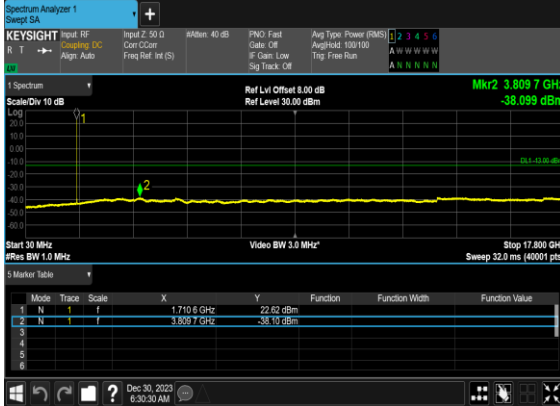 Spectrum Analyzer 1
Swept SA
+
KEYSIGHT Input: RF Input Z: 50 Ω #Atten: 40 dB PNO: Fast Avg Type: Power (RMS) 1 2 3 4 5 6
R T Coupling: DC Corr CCorr Gate: Off Avg|Hold: 100/100 A W W W W W
Align: Auto Freq Ref: Int (S) IF Gain: Low Trig: Free Run
Sig Track: Off A N N N N N
1 Spectrum Ref Lvl Offset 8.00 dB Mkr2 3.809 7 GHz
Scale/Div 10 dB Ref Level 30.00 dBm -38.099 dBm
Log
20.0
1
10.0
0.00
-10.0
DL1 -13.00 dBm
-20.0
-30.0
2
-40.0
-50.0
-60.0
Start 30 MHz Video BW 3.0 MHz* Stop 17.800 GHz
#Res BW 1.0 MHz Sweep 32.0 ms (40001 pts)
5 Marker Table
Mode Trace Scale X Y Function Function Width Function Value
1 N 1 f 1.710 6 GHz 22.62 dBm
2 N 1 f 3.809 7 GHz -38.10 dBm
3
4
5
6
? Dec 30, 2023
6:30:30 AM